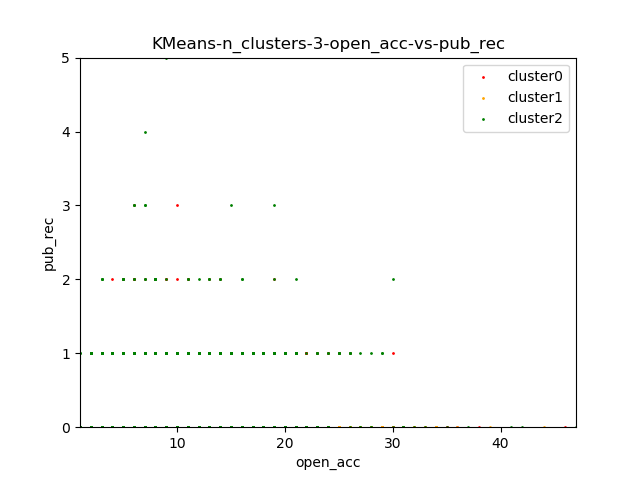 KMeans-n_clusters-3-open_acc-vs-pub_rec
cluster0
cluster1
cluster2
pub_rec
5
4
3
2
1
0
10
20
30
40
open_acc